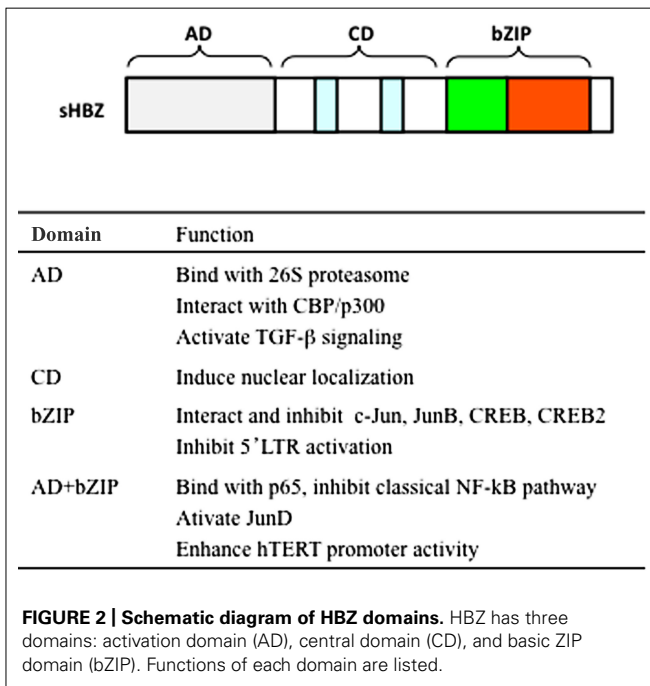 AD CD bZIP
sHBZ
Domain Function
AD Bind with 26S proteasome
Interact with CBP/p300
Activate TGF-β signaling
CD Induce nuclear localization
bZIP Interact and inhibit c-Jun, JunB, CREB, CREB2
Inhibit 5’LTR activation
AD+bZIP Bind with p65, inhibit classical NF-kB pathway
Ativate JunD
Enhance hTERT promoter activity
FIGURE 2 | Schematic diagram of HBZ domains. HBZ has three
domains: activation domain (AD), central domain (CD), and basic ZIP
domain (bZIP). Functions of each domain are listed.